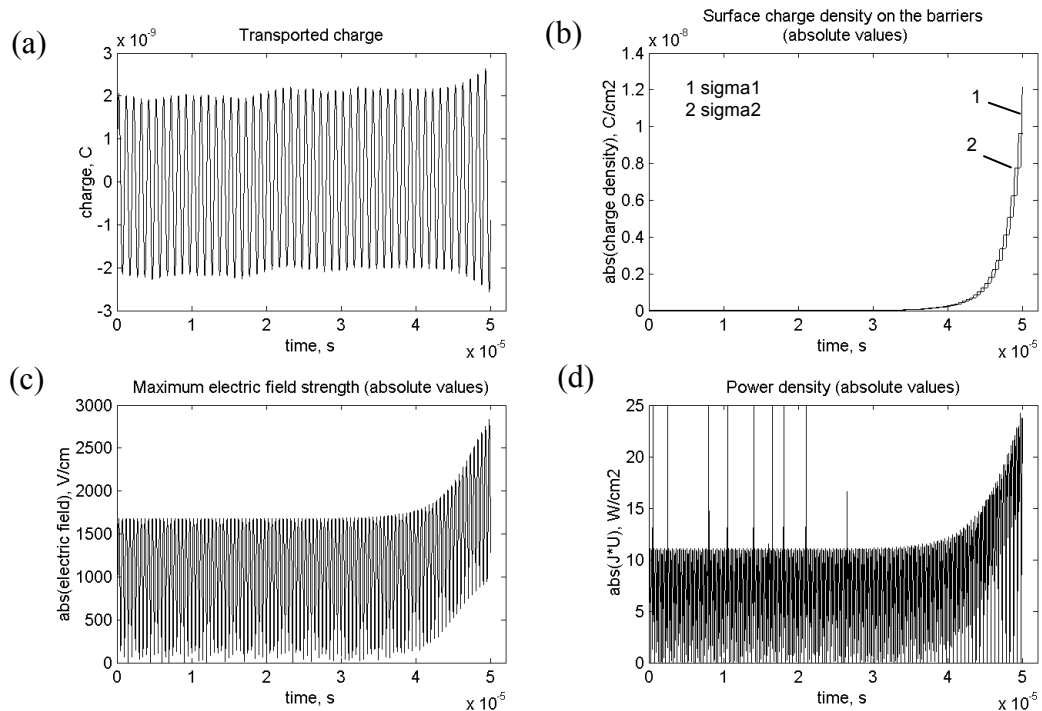 (a)
Transported charge
x 10-9
3
2
1
0
-1
-2
-3
charge, C
0 1 2 3 4 5
time, s
x 10-5
(b)
Surface charge density on the barriers
(absolute values)
x 10-8
1.4
1.2
1
0.8
0.6
0.4
0.2
0
abs(charge density), C/cm2
1 sigma1
2 sigma2
1
2
0 1 2 3 4 5
time, s
x 10-5
(c)
Maximum electric field strength (absolute values)
3000
2500
2000
1500
1000
500
0
abs(electric field), V/cm
0 1 2 3 4 5
time, s
x 10-5
(d)
Power density (absolute values)
25
20
15
10
5
0
abs(J*U), W/cm2
0 1 2 3 4 5
time, s
x 10-5